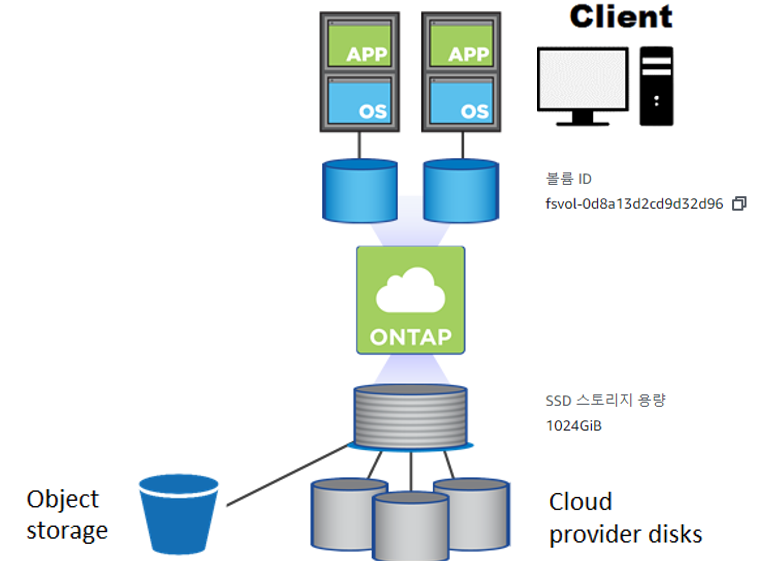 Client
APP
APP
OS
OS
볼륨 ID
fsvol-0d8a13d2cd9d32d96
ONTAP
SSD 스토리지 용량
1024GiB
Object
storage
Cloud
provider disks